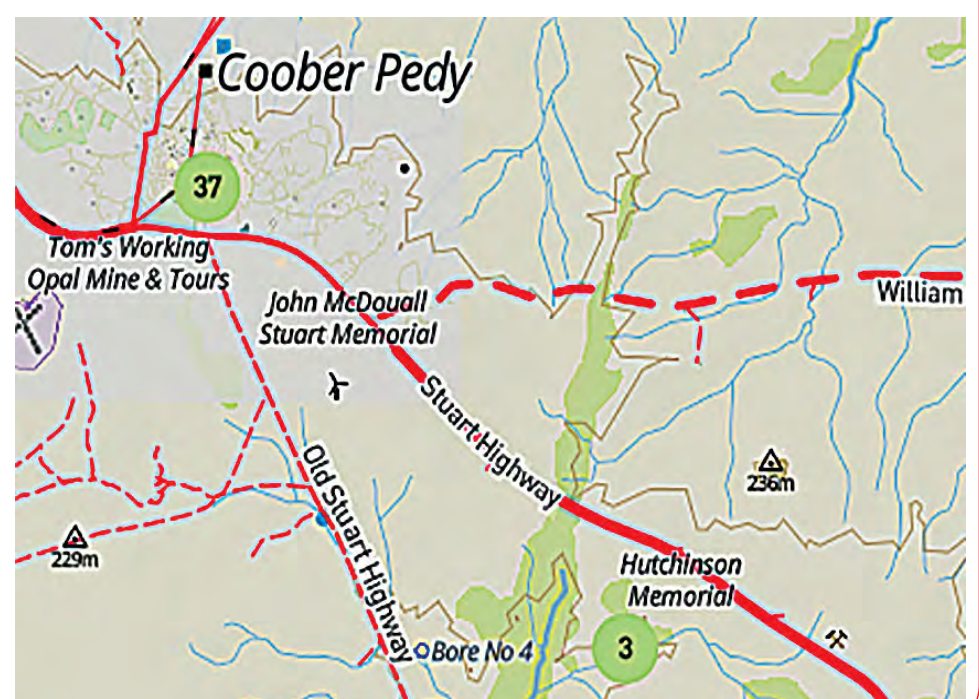 Coober Pedy
37
Tom's Working
Opal Mine & Tours
John McDouall
Stuart Memorial
William
Stuart Highway
Old Stuart Highway
236m
229m
Hutchinson
Memorial
Bore No 4
3